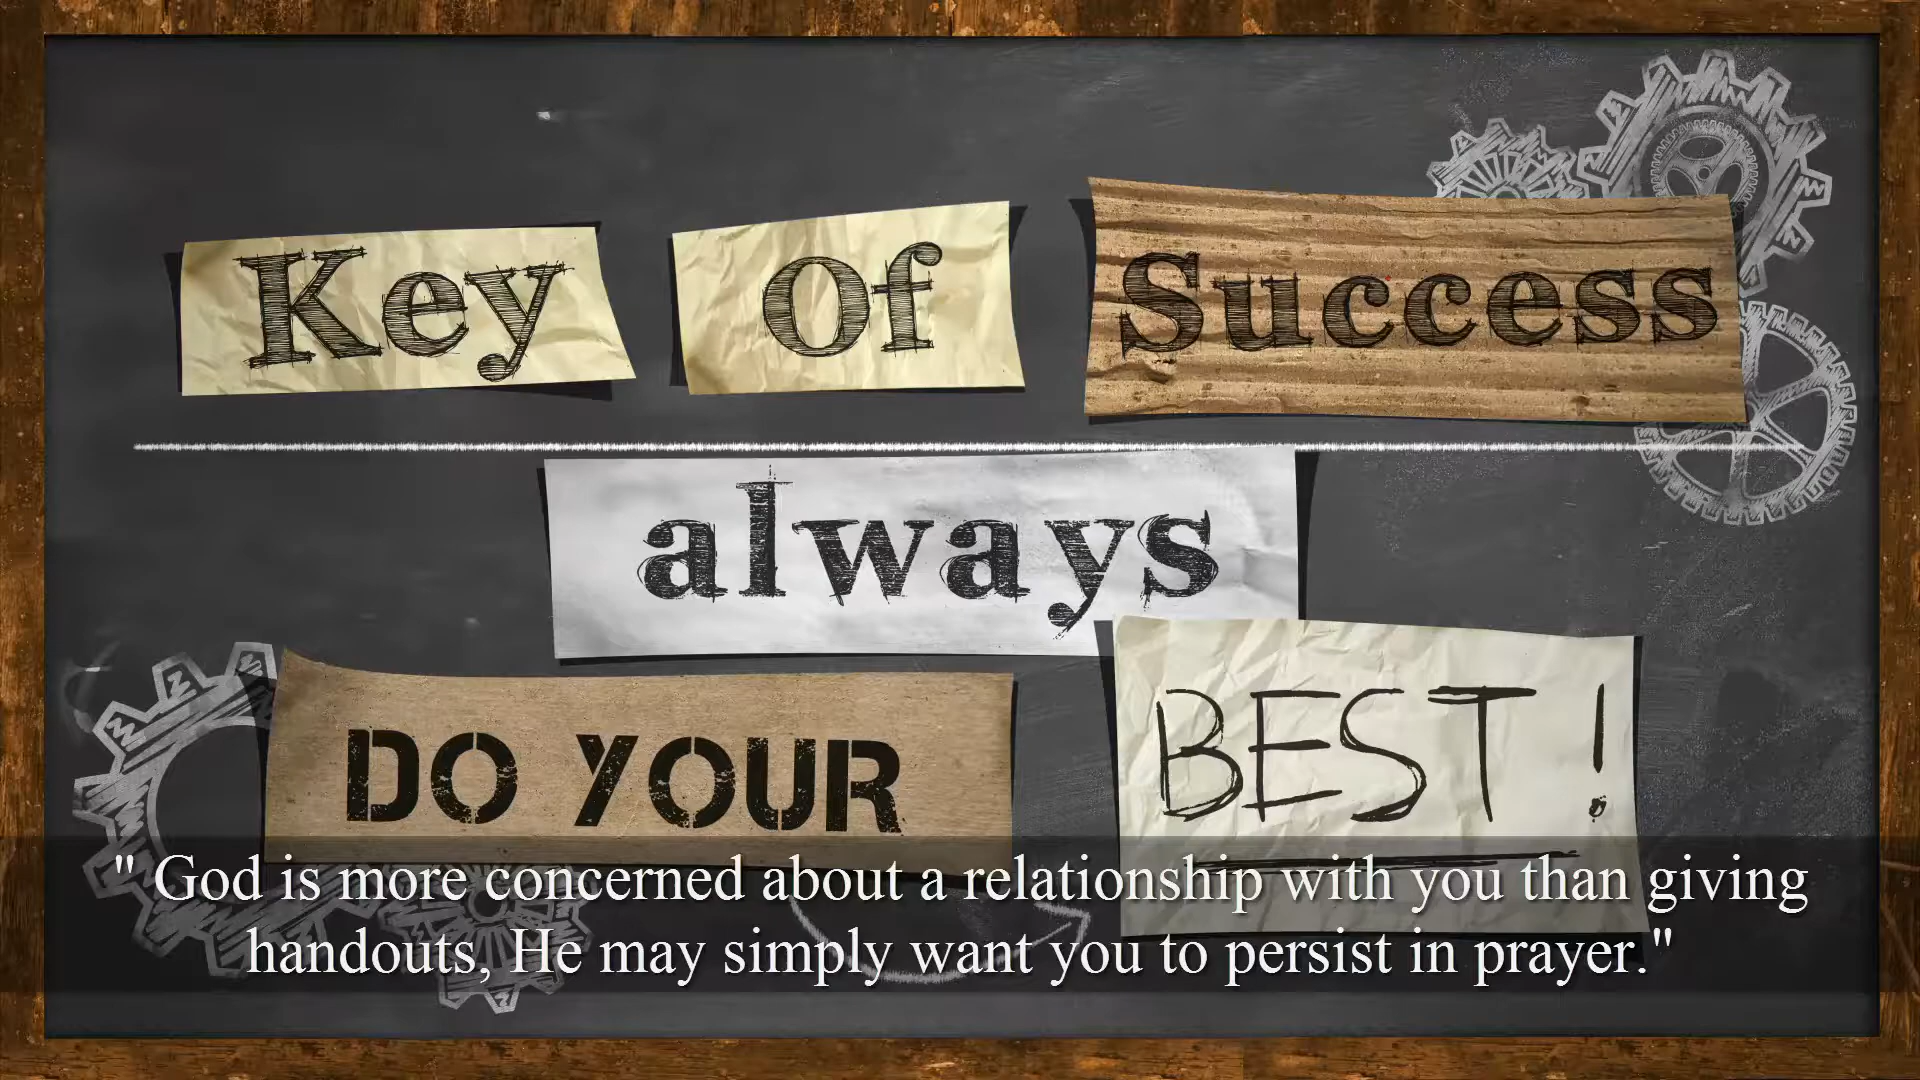 Key Of Success
always
DO YOUR BEST!
" God is more concerned about a relationship with you than giving
handouts, He may simply want you to persist in prayer."